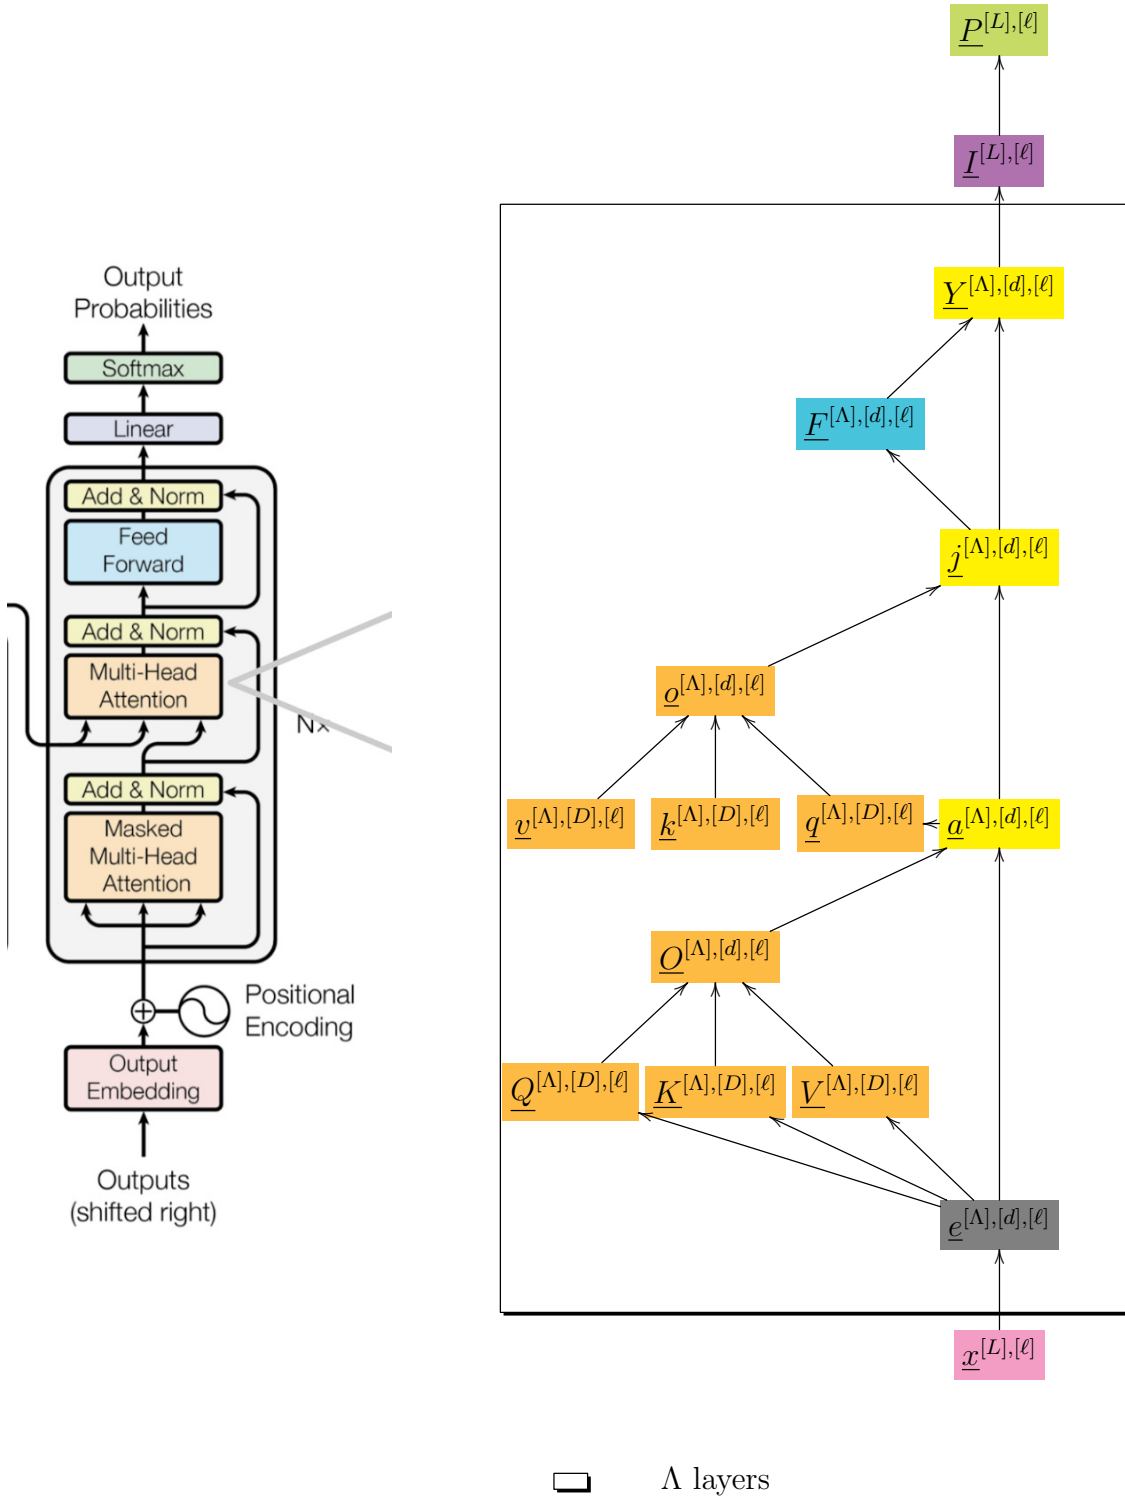 Output
Probabilities
Softmax
Linear
Add & Norm
Feed
Forward
Add & Norm
Multi-Head
Attention
N×
Add & Norm
Masked
Multi-Head
Attention
Positional
Encoding
Output
Embedding
Outputs
(shifted right)
P^{[L],[ℓ]}
I^{[L],[ℓ]}
Y^{[Λ],[d],[ℓ]}
F^{[Λ],[d],[ℓ]}
j^{[Λ],[d],[ℓ]}
o^{[Λ],[d],[ℓ]}
v^{[Λ],[D],[ℓ]} k^{[Λ],[D],[ℓ]} q^{[Λ],[D],[ℓ]} a^{[Λ],[d],[ℓ]}
O^{[Λ],[d],[ℓ]}
Q^{[Λ],[D],[ℓ]} K^{[Λ],[D],[ℓ]} V^{[Λ],[D],[ℓ]}
e^{[Λ],[d],[ℓ]}
x^{[L],[ℓ]}
Λ layers